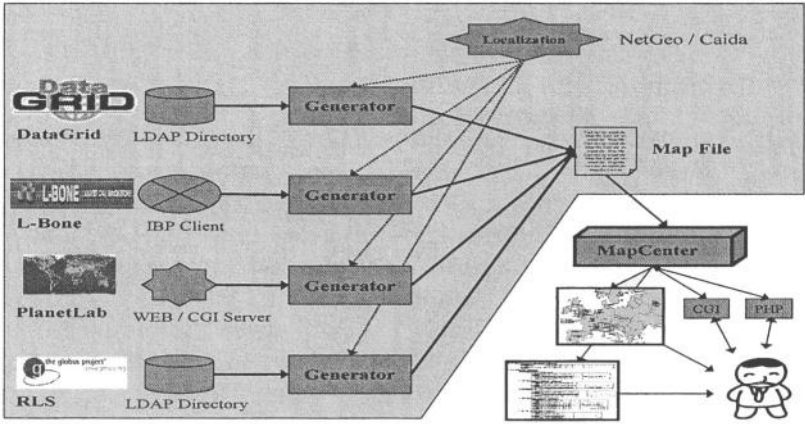 Localization
NetGeo / Caida
Data
GRID
DataGrid
LDAP Directory
Generator
Map File
L-BONE
L-Bone
IBP Client
Generator
MapCenter
PlanetLab
WEB / CGI Server
Generator
CGI
PHP
the globus project
RLS
LDAP Directory
Generator